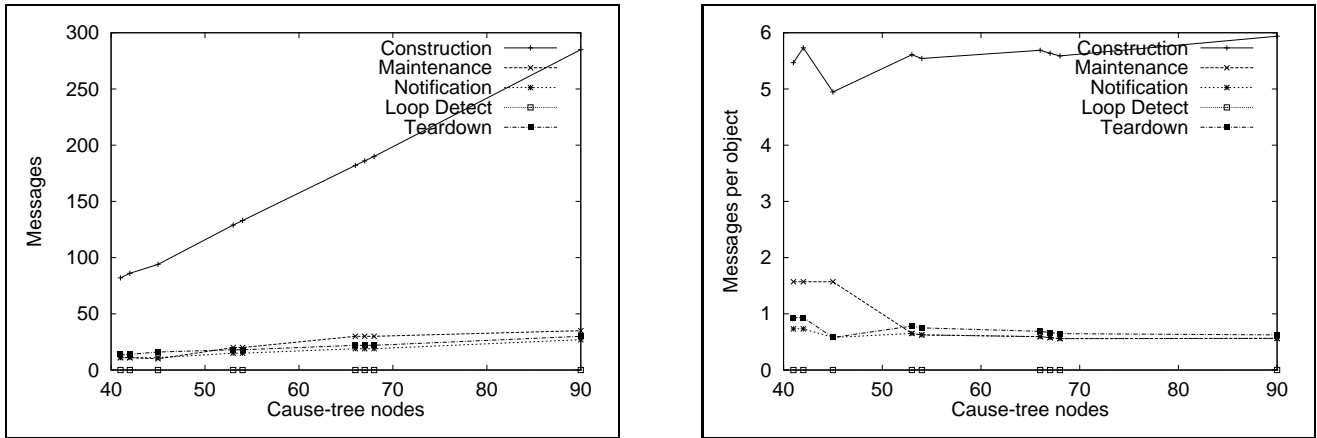 300
250
200
150
100
50
0
Messages
Construction
Maintenance
Notification
Loop Detect
Teardown
40 50 60 70 80 90
Cause-tree nodes
6
5
4
3
2
1
0
Messages per object
Construction
Maintenance
Notification
Loop Detect
Teardown
40 50 60 70 80 90
Cause-tree nodes